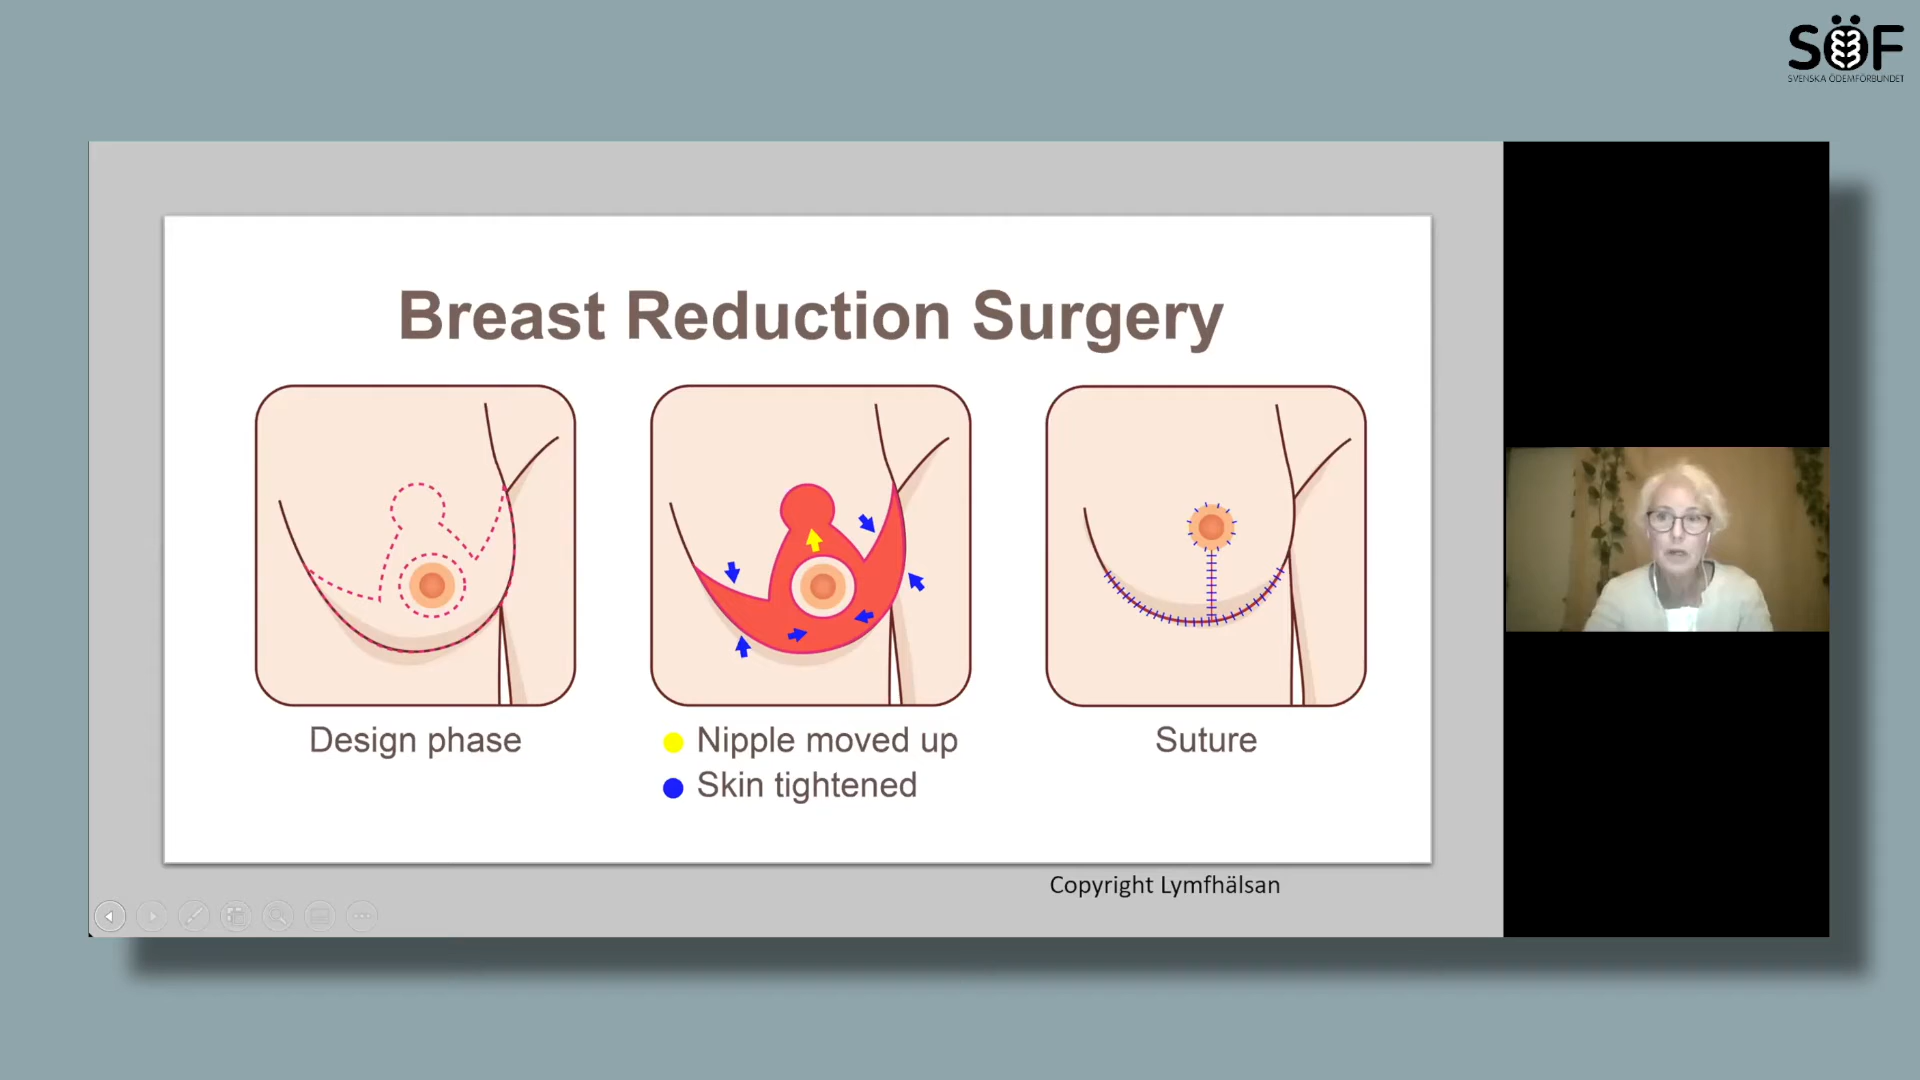 SÖF
SVENSKA ÖDEMFÖRBUNDET
Breast Reduction Surgery
Design phase
Nipple moved up
Skin tightened
Suture
Copyright Lymfhälsan